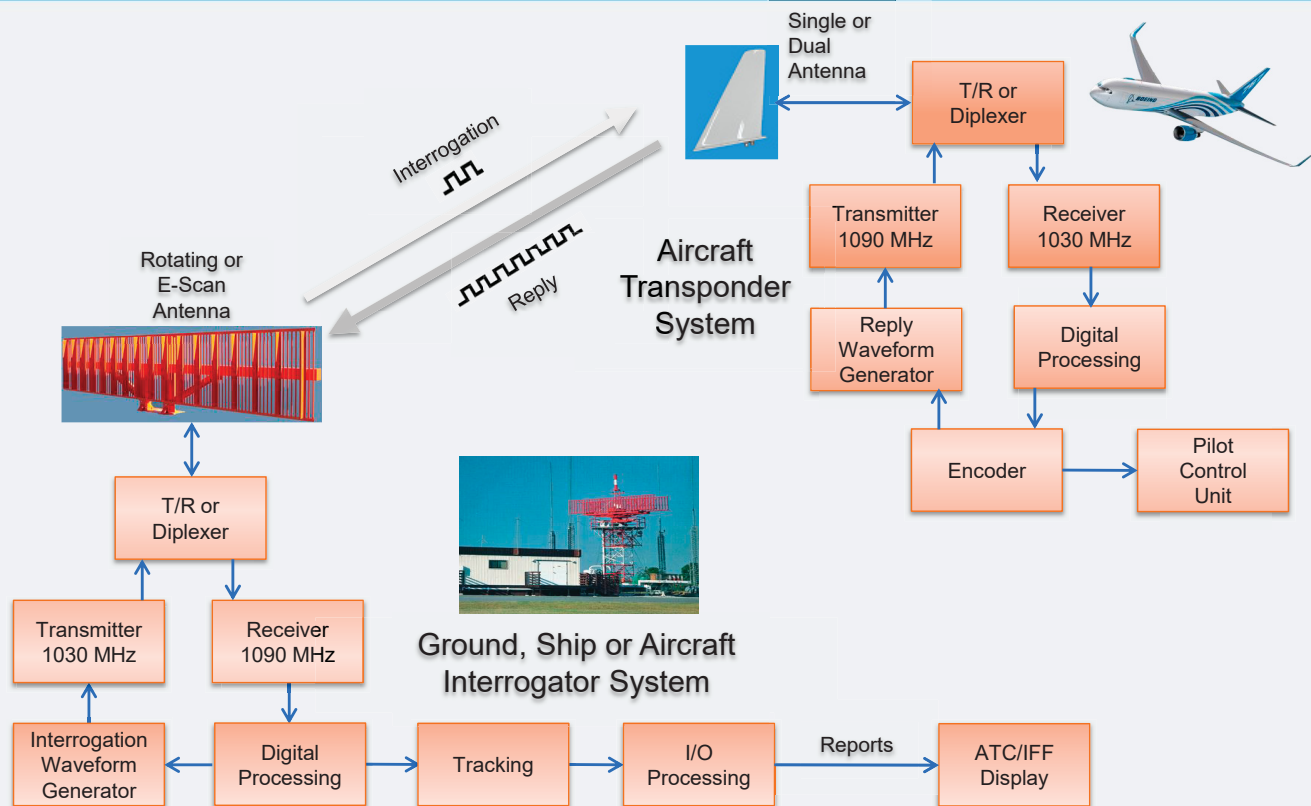 Single or
Dual
Antenna
T/R or
Diplexer
BOEING
Interrogation
Transmitter
1090 MHz
Receiver
1030 MHz
Reply
Aircraft
Transponder
System
Rotating or
E-Scan
Antenna
Reply
Waveform
Generator
Digital
Processing
Encoder
Pilot
Control
Unit
T/R or
Diplexer
Transmitter
1030 MHz
Receiver
1090 MHz
Ground, Ship or Aircraft
Interrogator System
Interrogation
Waveform
Generator
Digital
Processing
Tracking
I/O
Processing
Reports
ATC/IFF
Display